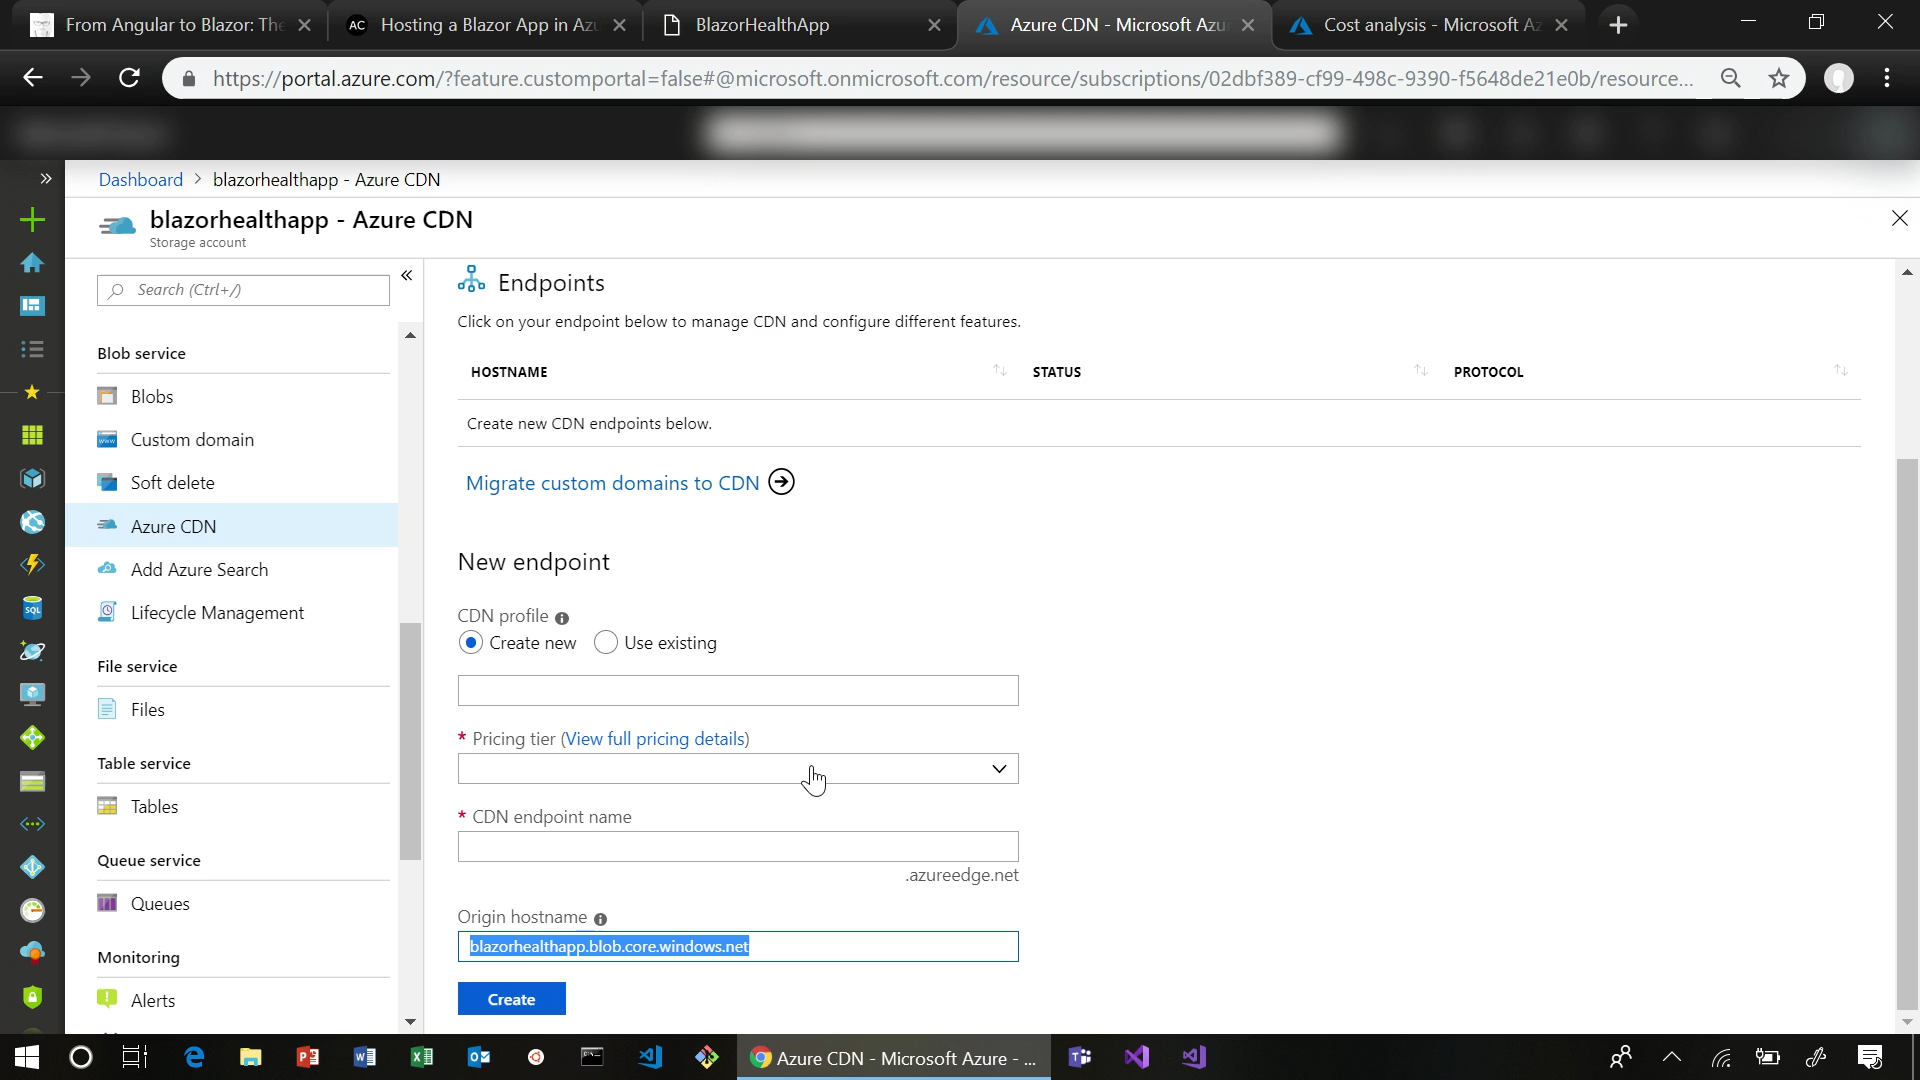 From Angular to Blazor: The
Hosting a Blazor App in Azu
BlazorHealthApp
Azure CDN - Microsoft Azu
Cost analysis - Microsoft Az
https://portal.azure.com/?feature.customportal=false#@microsoft.onmicrosoft.com/resource/subscriptions/02dbf389-cf99-498c-9390-f5648de21e0b/resource...
Dashboard > blazorhealthapp - Azure CDN
blazorhealthapp - Azure CDN
Storage account
Search (Ctrl+/)
Blob service
Blobs
Custom domain
Soft delete
Azure CDN
Add Azure Search
Lifecycle Management
File service
Files
Table service
Tables
Queue service
Queues
Monitoring
Alerts
Endpoints
Click on your endpoint below to manage CDN and configure different features.
HOSTNAME STATUS PROTOCOL
Create new CDN endpoints below.
Migrate custom domains to CDN
New endpoint
CDN profile
Create new Use existing
* Pricing tier (View full pricing details)
* CDN endpoint name
.azureedge.net
Origin hostname
blazorhealthapp.blob.core.windows.net
Create
Azure CDN - Microsoft Azure - ...